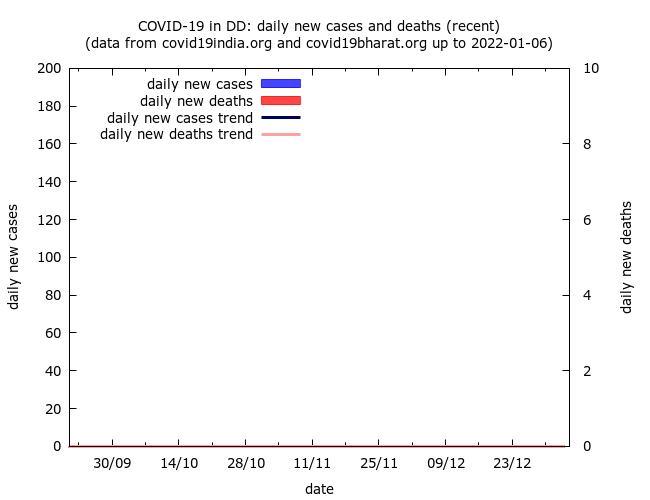 COVID-19 in DD: daily new cases and deaths (recent)
(data from covid19india.org and covid19bharat.org up to 2022-01-06)
daily new cases
daily new deaths
daily new cases trend
daily new deaths trend
200
180
160
140
120
100
80
60
40
20
0
daily new cases
10
8
6
4
2
0
daily new deaths
30/09 14/10 28/10 11/11 25/11 09/12 23/12
date